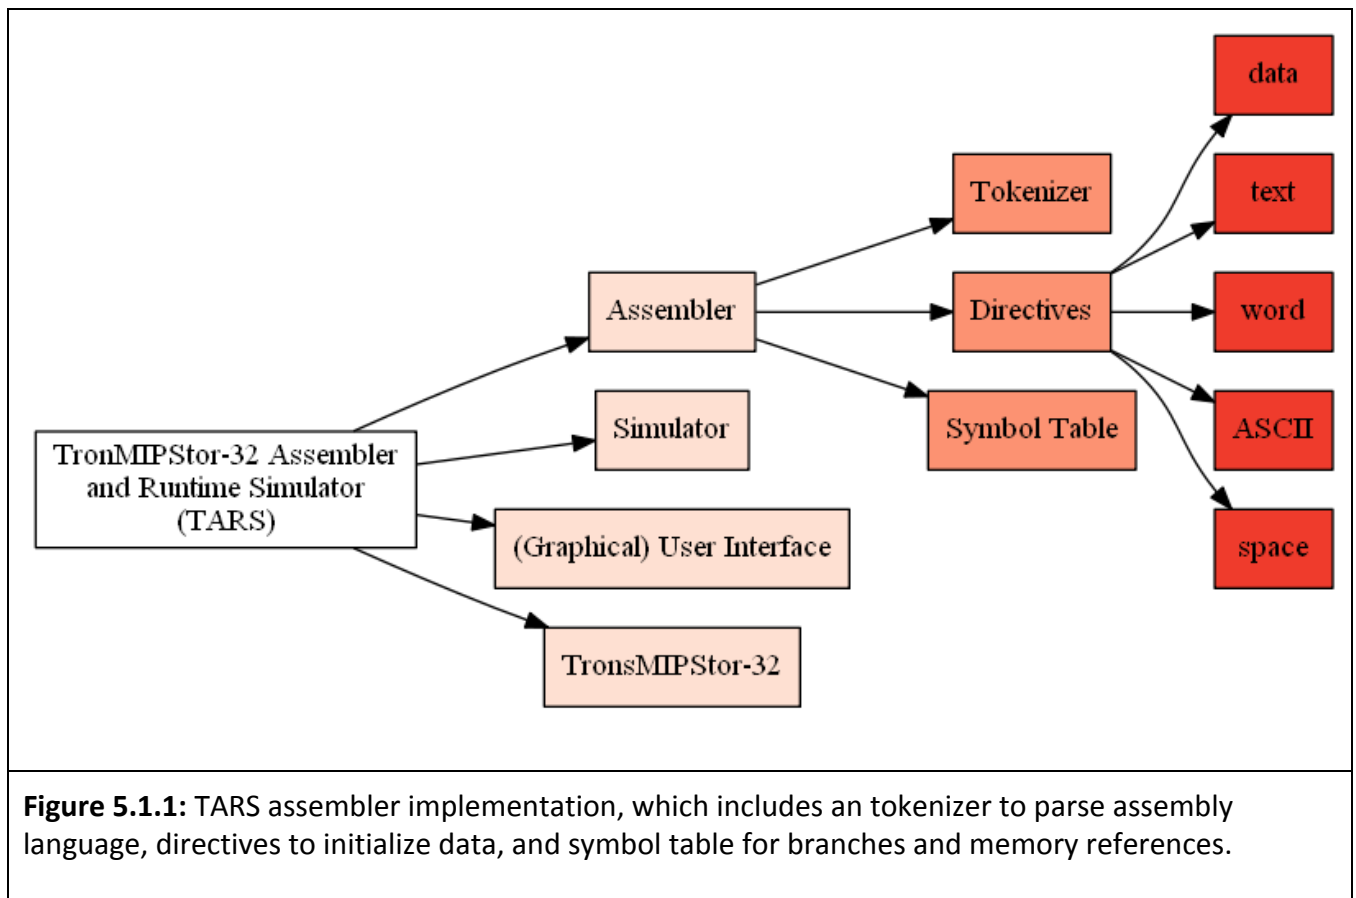 data
Tokenizer
text
Assembler
Directives
word
Simulator
Symbol Table
ASCII
TronMIPStor-32 Assembler
and Runtime Simulator
(TARS)
(Graphical) User Interface
space
TronsMIPStor-32
Figure 5.1.1: TARS assembler implementation, which includes an tokenizer to parse assembly
language, directives to initialize data, and symbol table for branches and memory references.